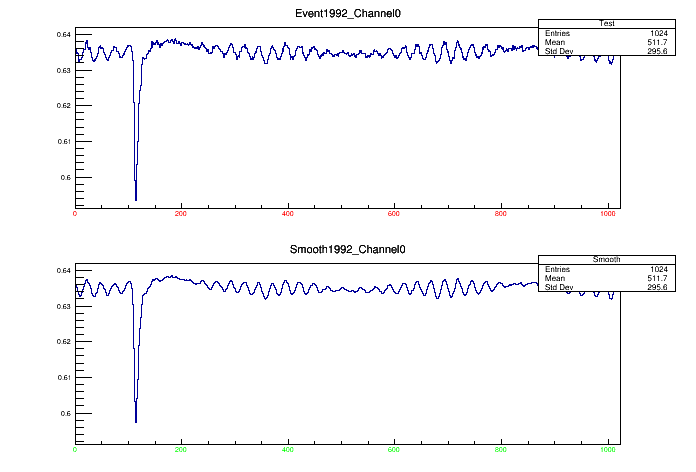 Event1992_Channel0
Test
Entries 1024
Mean 511.7
Std Dev 295.6
0.64
0.63
0.62
0.61
0.6
0 200 400 600 800 1000
Smooth1992_Channel0
Smooth
Entries 1024
Mean 511.7
Std Dev 295.6
0.64
0.63
0.62
0.61
0.6
0 200 400 600 800 1000